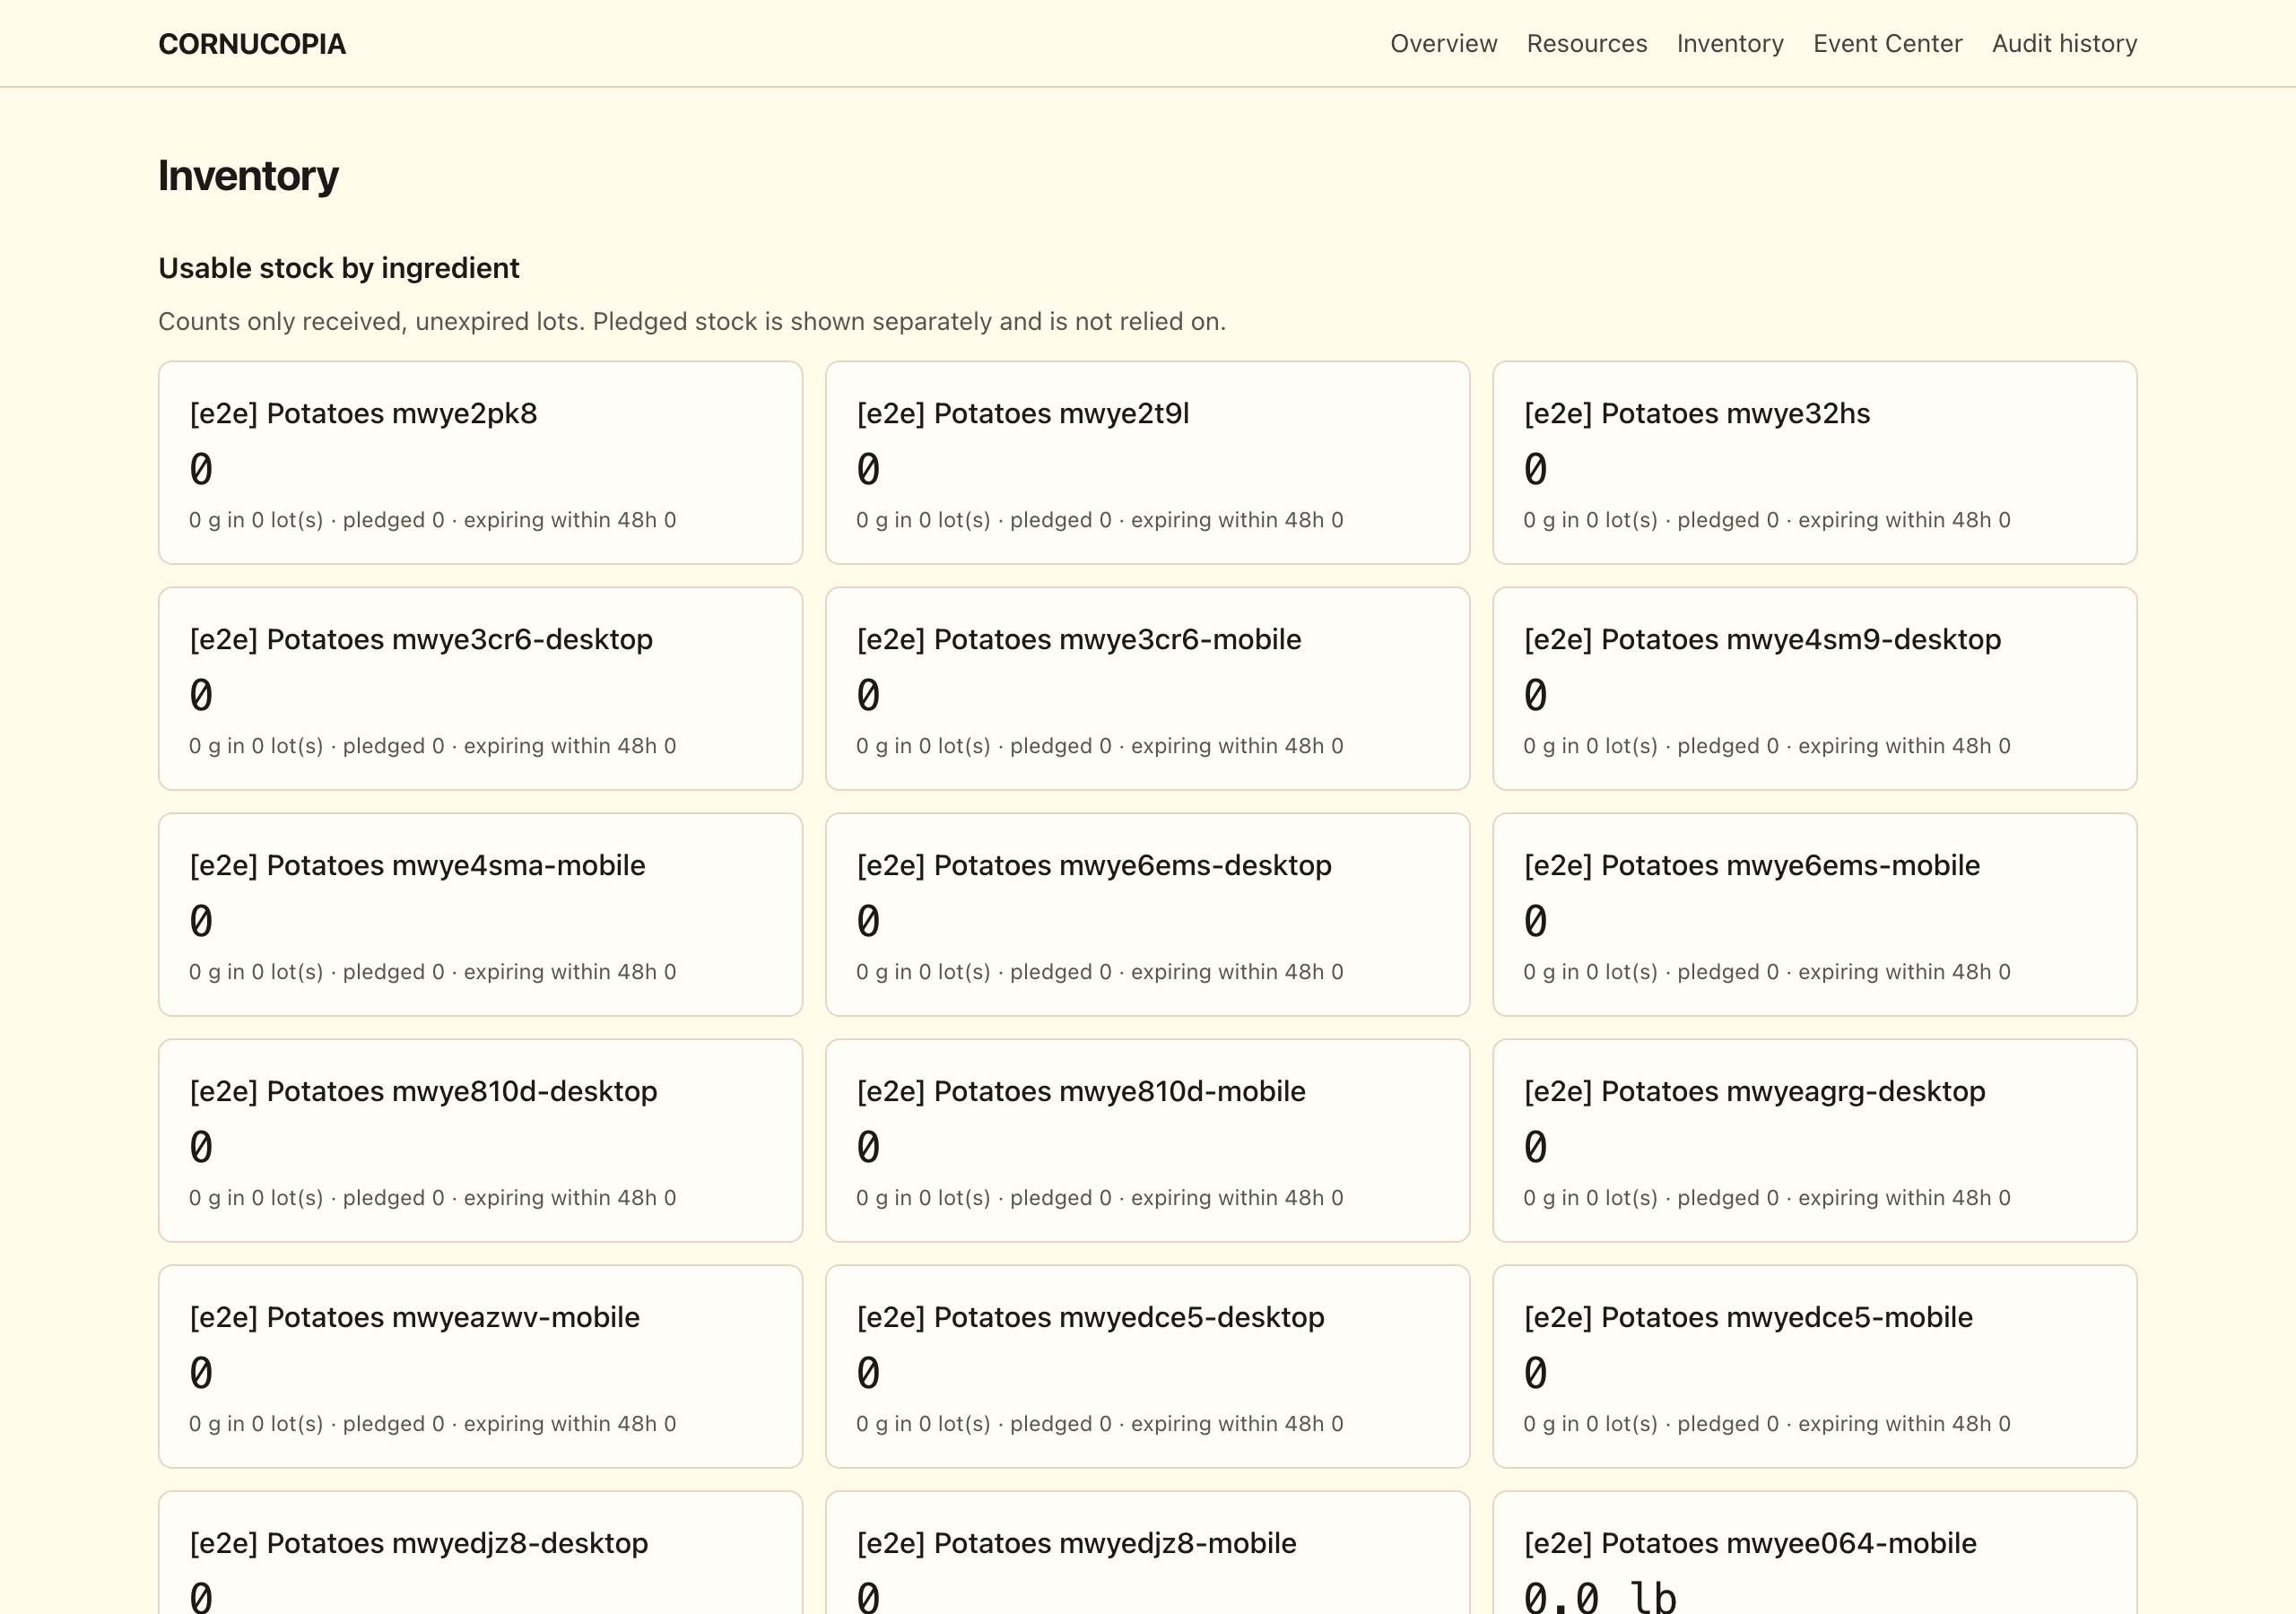 CORNUCOPIA
Overview Resources Inventory Event Center Audit history
Inventory
Usable stock by ingredient
Counts only received, unexpired lots. Pledged stock is shown separately and is not relied on.
[e2e] Potatoes mwye2pk8
0
0 g in 0 lot(s) · pledged 0 · expiring within 48h 0
[e2e] Potatoes mwye2t9l
0
0 g in 0 lot(s) · pledged 0 · expiring within 48h 0
[e2e] Potatoes mwye32hs
0
0 g in 0 lot(s) · pledged 0 · expiring within 48h 0
[e2e] Potatoes mwye3cr6-desktop
0
0 g in 0 lot(s) · pledged 0 · expiring within 48h 0
[e2e] Potatoes mwye3cr6-mobile
0
0 g in 0 lot(s) · pledged 0 · expiring within 48h 0
[e2e] Potatoes mwye4sm9-desktop
0
0 g in 0 lot(s) · pledged 0 · expiring within 48h 0
[e2e] Potatoes mwye4sma-mobile
0
0 g in 0 lot(s) · pledged 0 · expiring within 48h 0
[e2e] Potatoes mwye6ems-desktop
0
0 g in 0 lot(s) · pledged 0 · expiring within 48h 0
[e2e] Potatoes mwye6ems-mobile
0
0 g in 0 lot(s) · pledged 0 · expiring within 48h 0
[e2e] Potatoes mwye810d-desktop
0
0 g in 0 lot(s) · pledged 0 · expiring within 48h 0
[e2e] Potatoes mwye810d-mobile
0
0 g in 0 lot(s) · pledged 0 · expiring within 48h 0
[e2e] Potatoes mwyeagrg-desktop
0
0 g in 0 lot(s) · pledged 0 · expiring within 48h 0
[e2e] Potatoes mwyeazwv-mobile
0
0 g in 0 lot(s) · pledged 0 · expiring within 48h 0
[e2e] Potatoes mwyedce5-desktop
0
0 g in 0 lot(s) · pledged 0 · expiring within 48h 0
[e2e] Potatoes mwyedce5-mobile
0
0 g in 0 lot(s) · pledged 0 · expiring within 48h 0
[e2e] Potatoes mwyedjz8-desktop
0
[e2e] Potatoes mwyedjz8-mobile
0
[e2e] Potatoes mwyee064-mobile
0.0 lb